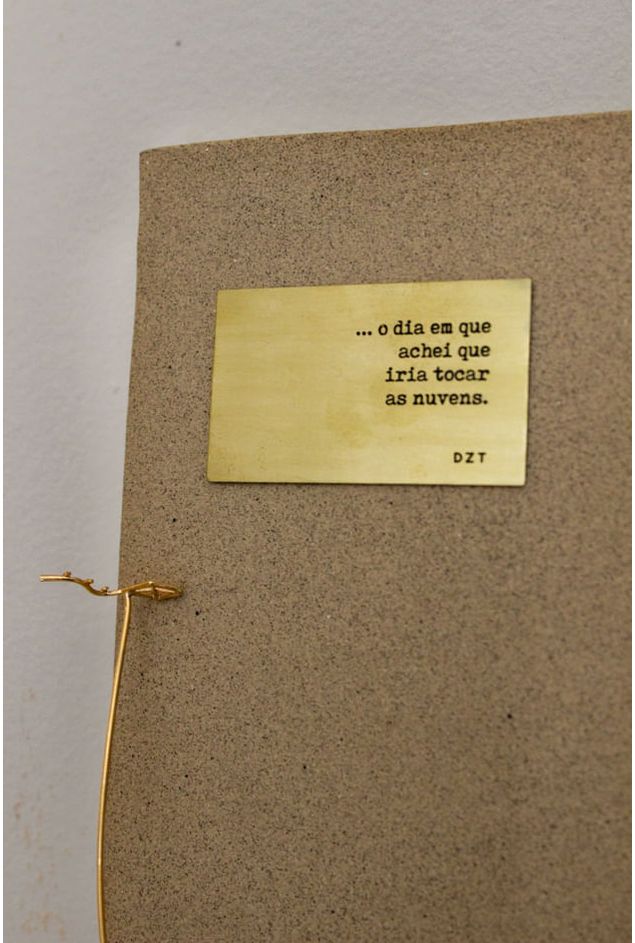 ... o dia em que
achei que
iria tocar
as nuvens.
DZT